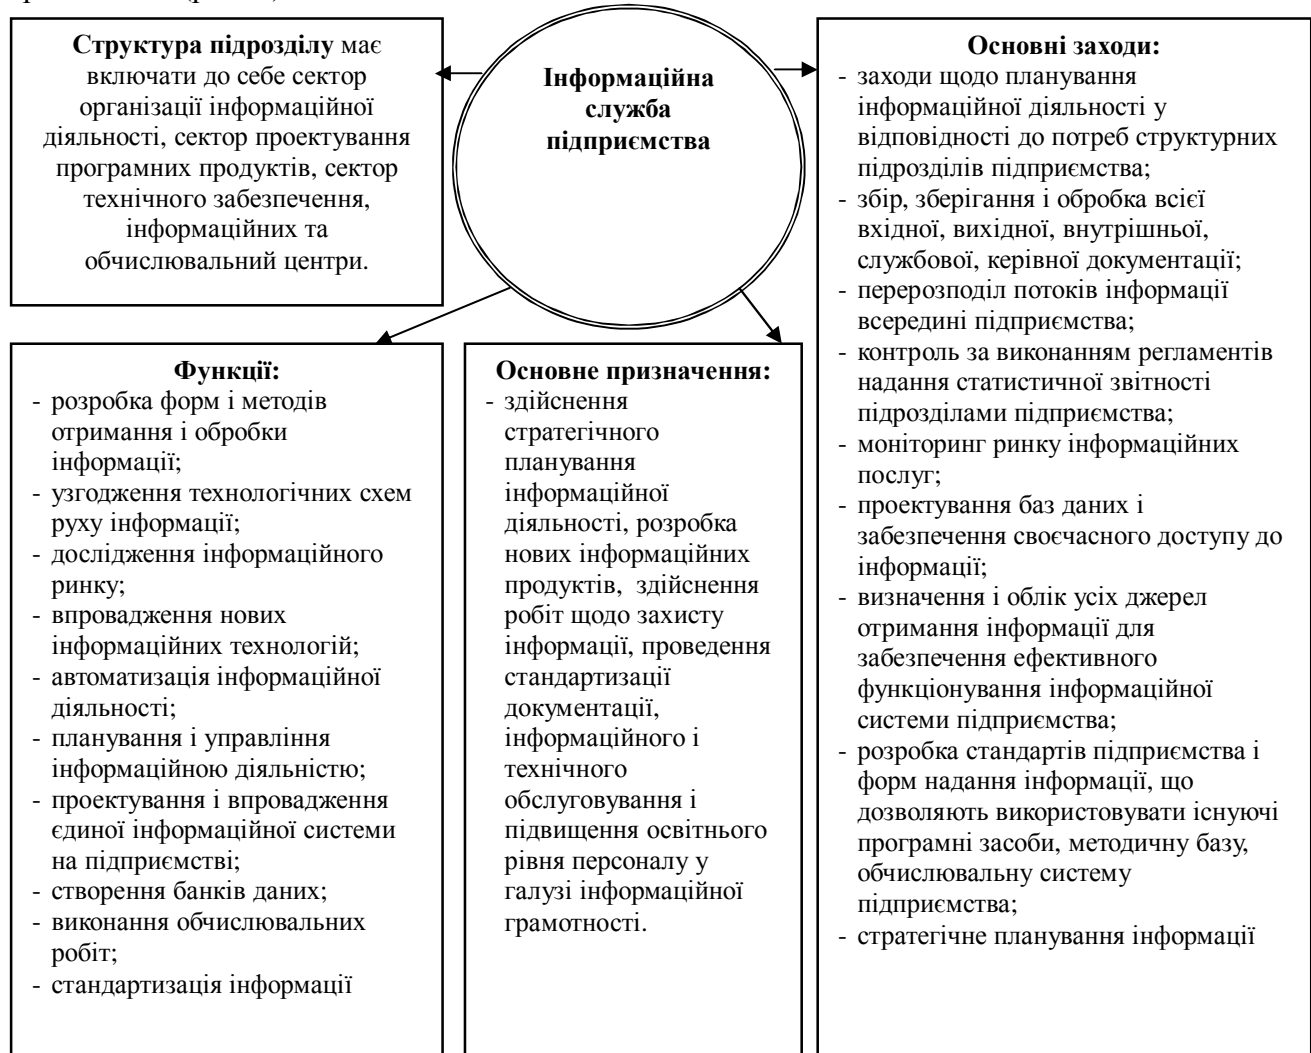 Структура підрозділу має
включати до себе сектор
організації інформаційної
діяльності, сектор проектування
програмних продуктів, сектор
технічного забезпечення,
інформаційних та
обчислювальний центри.
Інформаційна
служба
підприємства
Основні заходи:
- заходи щодо планування
інформаційної діяльності у
відповідності до потреб структурних
підрозділів підприємства;
- збір, зберігання і обробка всієї
вхідної, вихідної, внутрішньої,
службової, керівної документації;
- перерозподіл потоків інформації
всередині підприємства;
- контроль за виконанням регламентів
надання статистичної звітності
підрозділами підприємства;
- моніторинг ринку інформаційних
послуг;
- проектування баз даних і
забезпечення своєчасного доступу до
інформації;
- визначення і облік усіх джерел
отримання інформації для
забезпечення ефективного
функціонування інформаційної
системи підприємства;
- розробка стандартів підприємства і
форм надання інформації, що
дозволяють використовувати існуючі
програмні засоби, методичну базу,
обчислювальну систему
підприємства;
- стратегічне планування інформації
Функції:
- розробка форм і методів
отримання і обробки
інформації;
- узгодження технологічних схем
руху інформації;
- дослідження інформаційного
ринку;
- впровадження нових
інформаційних технологій;
- автоматизація інформаційної
діяльності;
- планування і управління
інформаційною діяльністю;
- проектування і впровадження
єдиної інформаційної системи
на підприємстві;
- створення банків даних;
- виконання обчислювальних
робіт;
- стандартизація інформації
Основне призначення:
- здійснення
стратегічного
планування
інформаційної
діяльності, розробка
нових інформаційних
продуктів, здійснення
робіт щодо захисту
інформації, проведення
стандартизації
документації,
інформаційного і
технічного
обслуговування і
підвищення освітнього
рівня персоналу у
галузі інформаційної
грамотності.